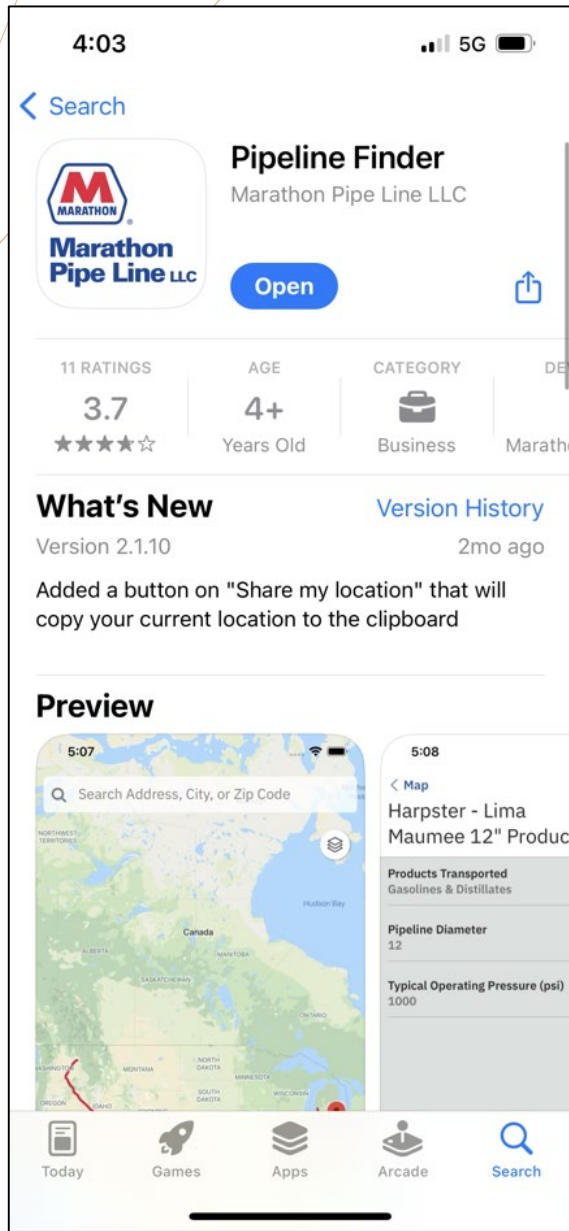 4:03
5G
Search
MARATHON
Marathon
Pipe Line LLC
Pipeline Finder
Marathon Pipe Line LLC
Open
11 RATINGS
3.7
AGE
4+
Years Old
CATEGORY
Business
DE
Marath
What's New
Version History
Version 2.1.10
2mo ago
Added a button on "Share my location" that will
copy your current location to the clipboard
Preview
5:07
Search Address, City, or Zip Code
NORTHWEST
TERRITORIES
Hudson Bay
Canada
ALBERTA
MANITOBA
SASKATCHEWAN
ONTARIO
WASHINGTON
MONTANA
NORTH
DAKOTA
MINNESOTA
OREGON
IDAHO
SOUTH
DAKOTA
WISCONSIN
5:08
Map
Harpster - Lima
Maumee 12" Produc
Products Transported
Gasolines & Distillates
Pipeline Diameter
12
Typical Operating Pressure (psi)
1000
Today
Games
Apps
Arcade
Search